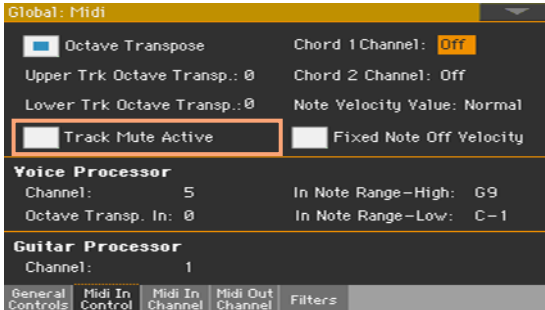 Global: Midi
Octave Transpose
Chord 1 Channel: Off
Upper Trk Octave Transp.: 0
Chord 2 Channel: Off
Lower Trk Octave Transp.:0
Note Velocity Value: Normal
Track Mute Active
Fixed Note Off Velocity
Voice Processor
Channel: 5
In Note Range-High: G9
Octave Transp. In: 0
In Note Range-Low: C-1
Guitar Processor
Channel: 1
General Controls
Midi In Control
Midi In Channel
Midi Out Channel
Filters